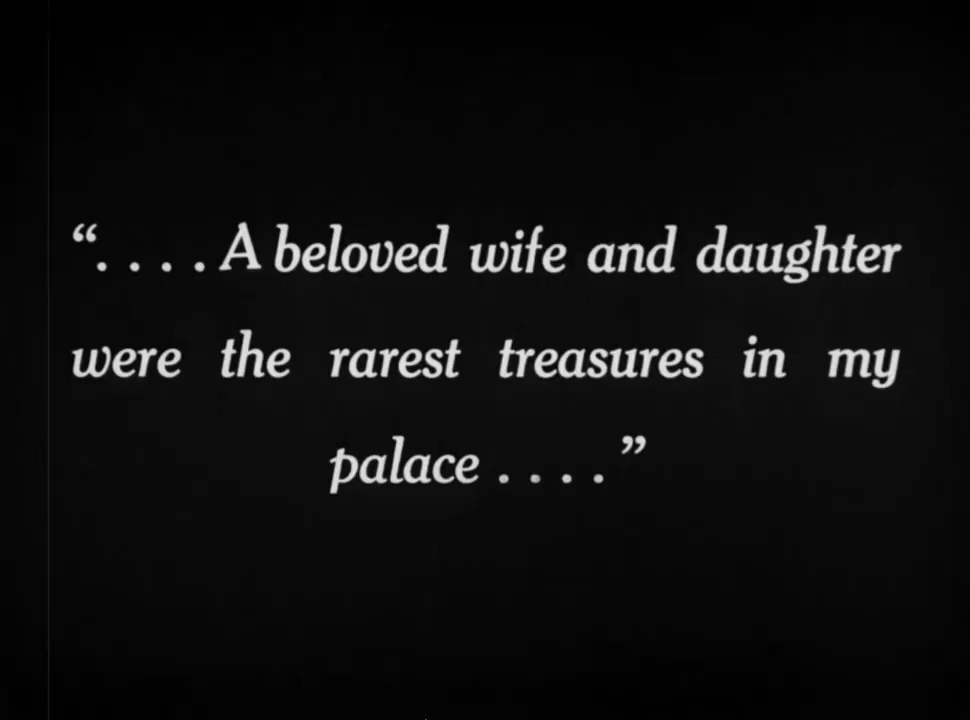 “. . . . A beloved wife and daughter
were the rarest treasures in my
palace . . . .”